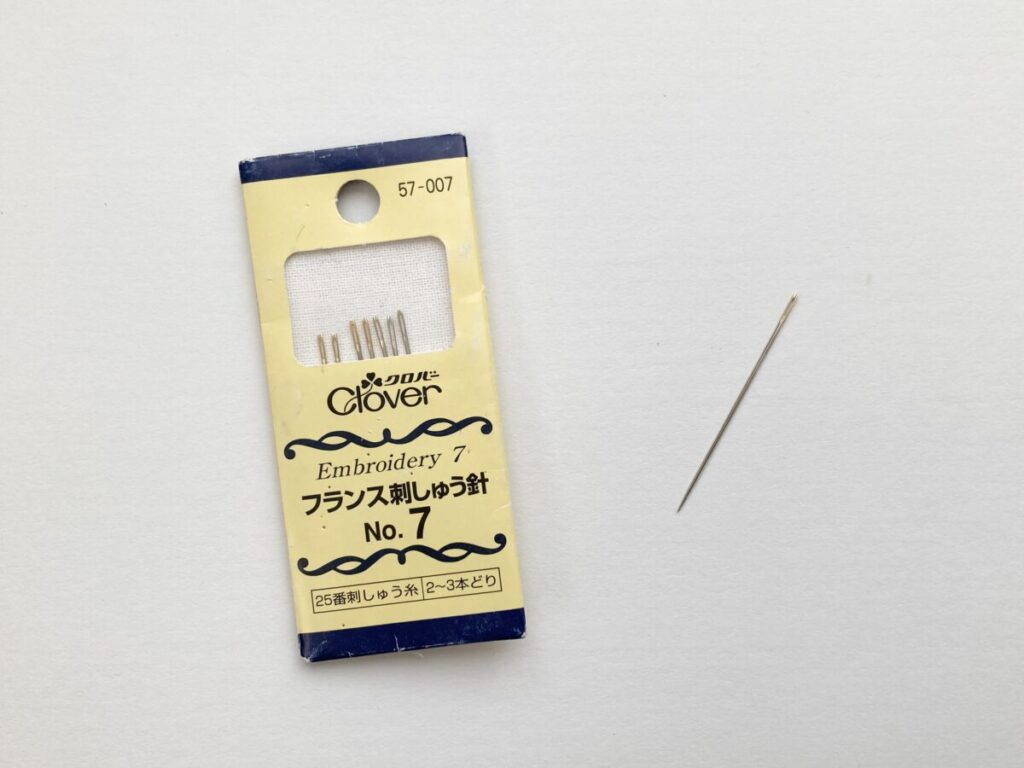 57-007
クロバー
Clover
Embroidery 7
フランス刺しゅう針
No. 7
25番刺しゅう糸 2〜3本どり